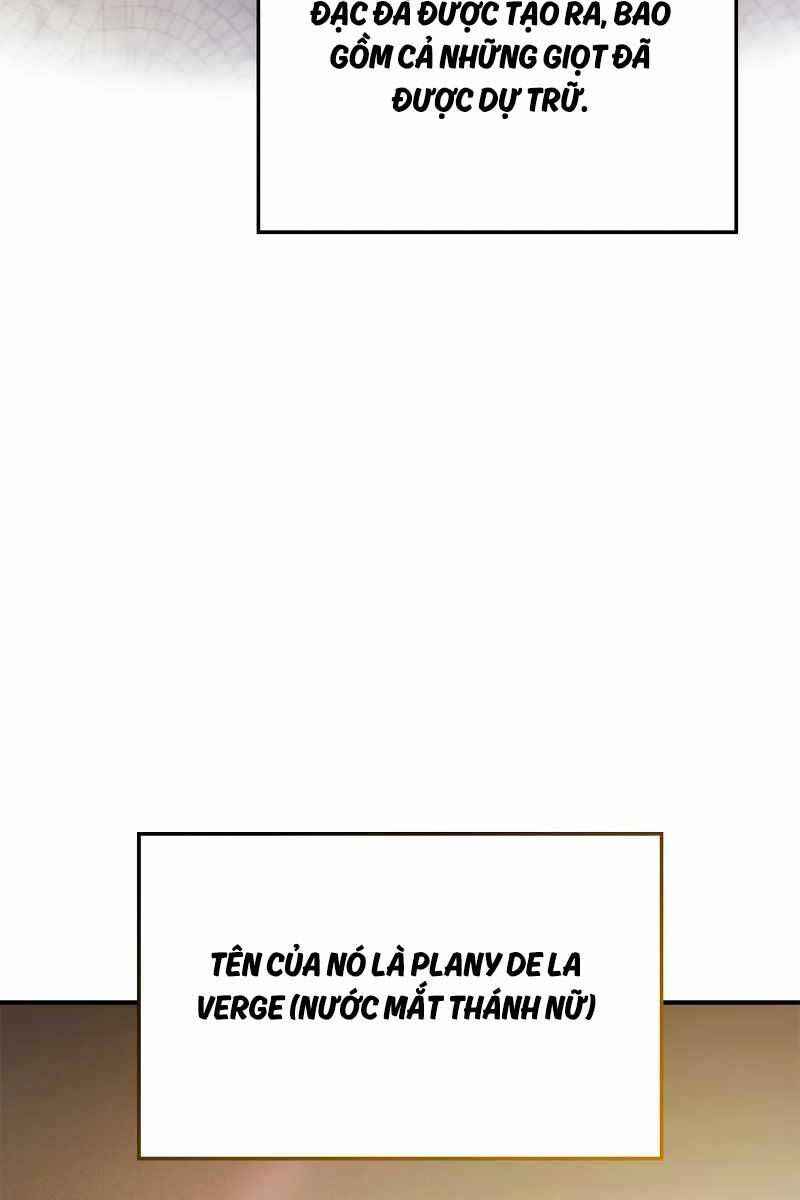 ĐẶC ĐÃ ĐƯỢC TẠO RA, BAO
GỒM CẢ NHỮNG GIỌT ĐÃ
ĐƯỢC DỰ TRỮ.
TÊN CỦA NÓ LÀ PLANY DE LA
VERGE (NƯỚC MẮT THÁNH NỮ)